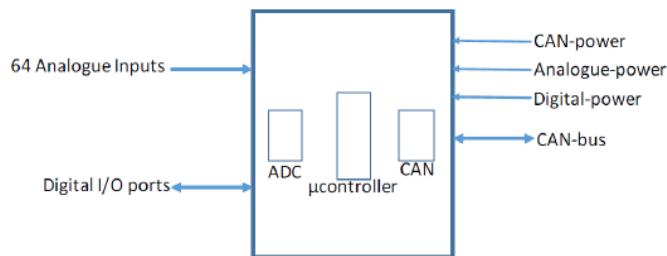 64 Analogue Inputs
Digital I/O ports
ADC
µcontroller
CAN
CAN-power
Analogue-power
Digital-power
CAN-bus